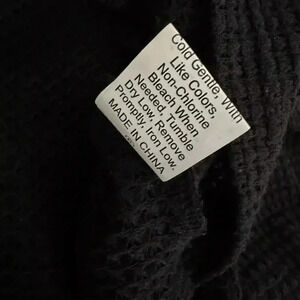 Cold Gentle, With
Like Colors,
Non-Chlorine
Bleach When
Needed, Tumble
Dry Low, Remove
Promptly, Iron Low.
MADE IN CHINA